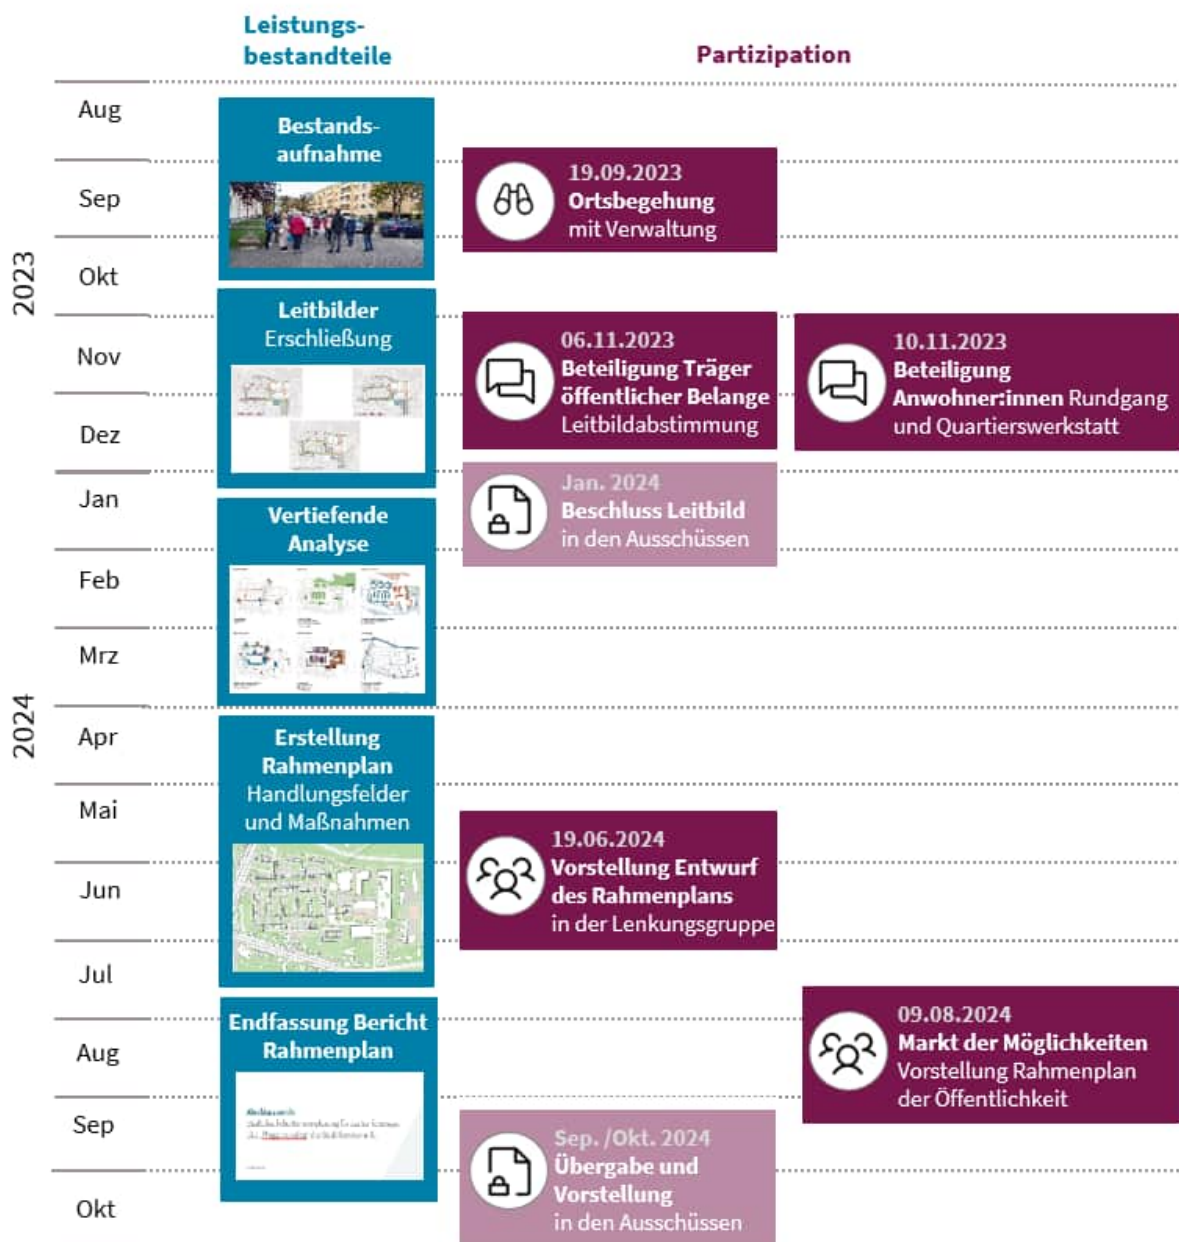 Leistungs-
bestandteile
Partizipation
2023
Aug
Sep
Okt
Nov
Dez
2024
Jan
Feb
Mrz
Apr
Mai
Jun
Jul
Aug
Sep
Okt
Bestands-
aufnahme
Leitbilder
Erschließung
Vertiefende
Analyse
Erstellung
Rahmenplan
Handlungsfelder
und Maßnahmen
Endfassung Bericht
Rahmenplan
19.09.2023
Ortsbegehung
mit Verwaltung
06.11.2023
Beteiligung Träger
öffentlicher Belange
Leitbildabstimmung
10.11.2023
Beteiligung
Anwohner:innen Rundgang
und Quartierswerkstatt
Jan. 2024
Beschluss Leitbild
in den Ausschüssen
19.06.2024
Vorstellung Entwurf
des Rahmenplans
in der Lenkungsgruppe
09.08.2024
Markt der Möglichkeiten
Vorstellung Rahmenplan
der Öffentlichkeit
Sep. /Okt. 2024
Übergabe und
Vorstellung
in den Ausschüssen